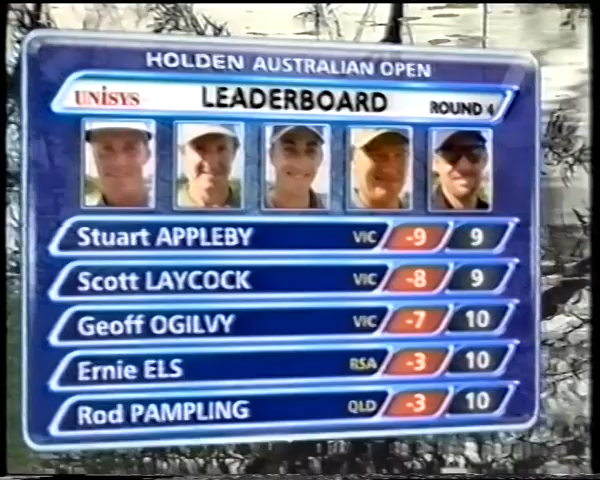 HOLDEN AUSTRALIAN OPEN
UNISYS LEADERBOARD ROUND 4
Stuart APPLEBY VIC -9 9
Scott LAYCOCK VIC -8 9
Geoff OGILVY VIC -7 10
Ernie ELS RSA -3 10
Rod PAMPLING QLD -3 10